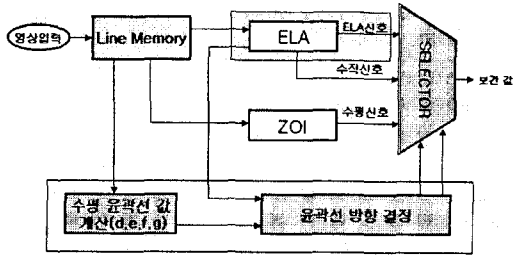 영상입력
Line Memory
ELA
ELA신호
수직신호
ZOI
수평신호
SELECTOR
보간 값
수평 윤곽선 값
계산(d,e,f,g)
윤곽선 방향 결정